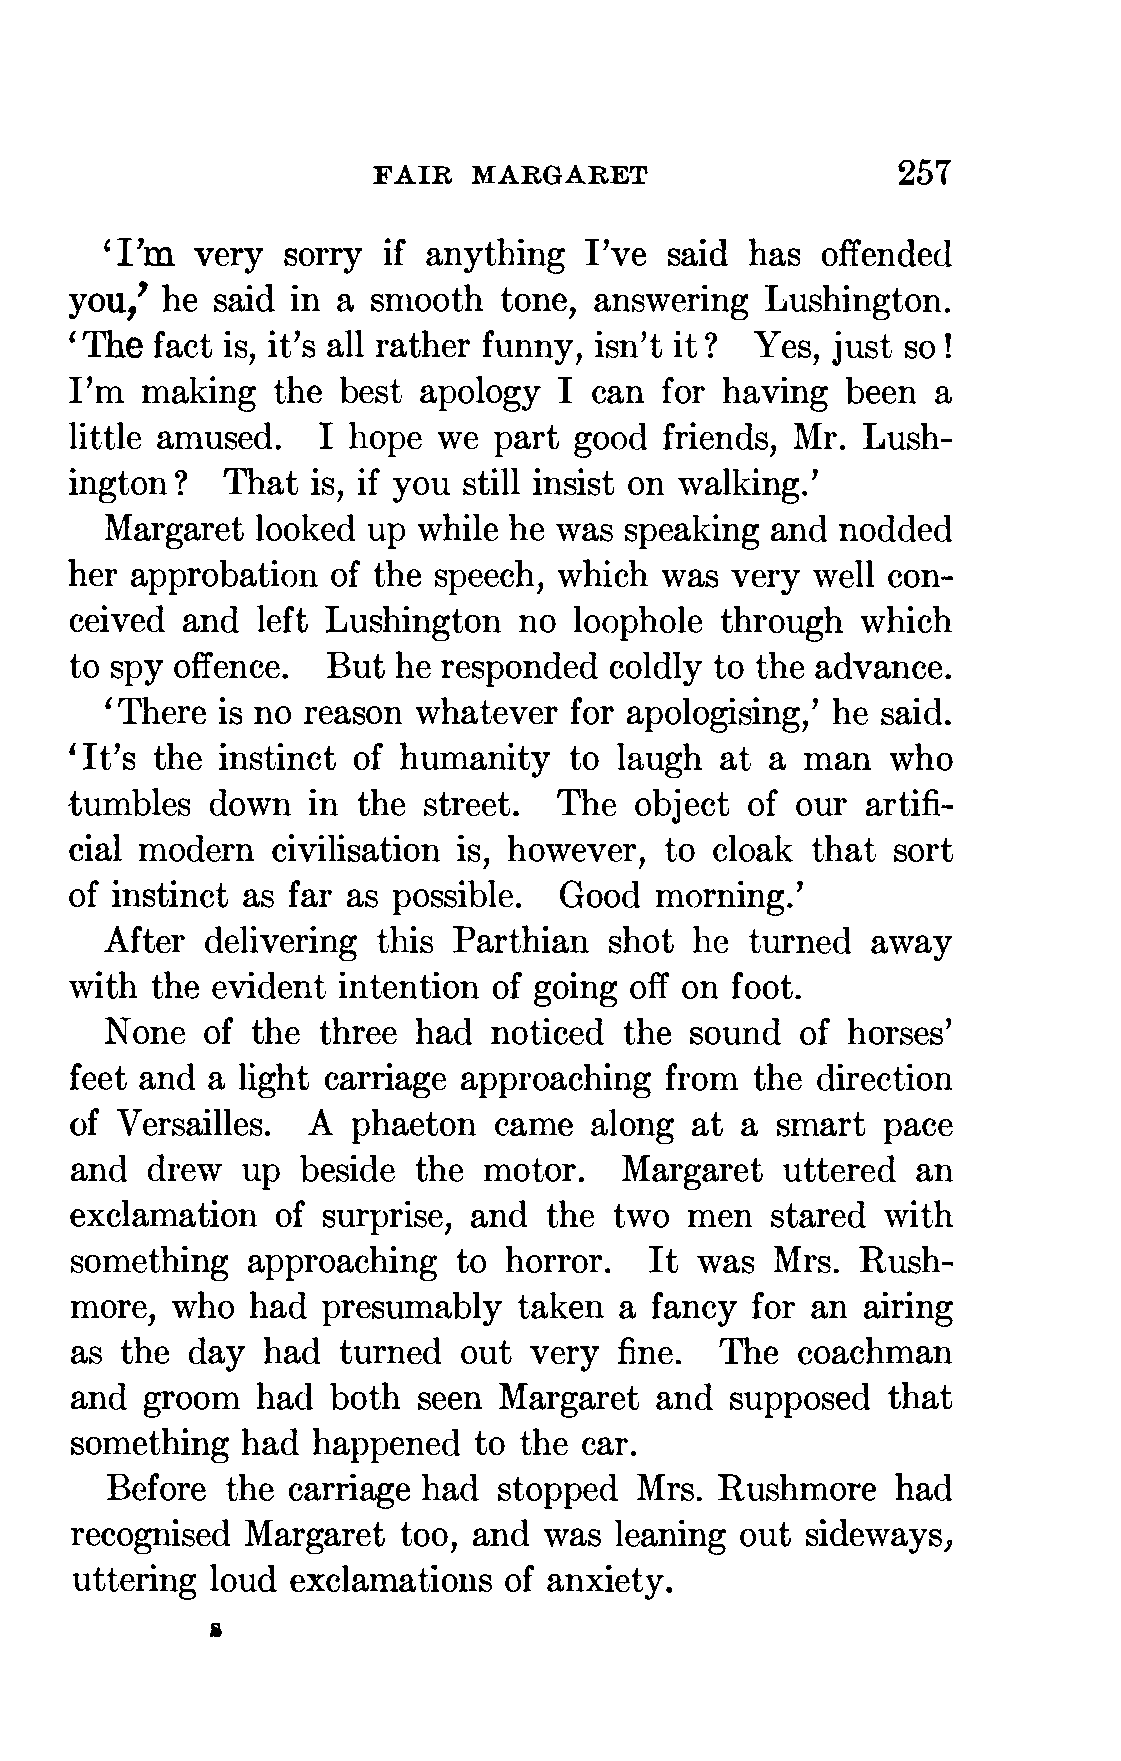 FAIR MARGARET 257
‘I’m very sorry if anything I’ve said has offended
you,’ he said in a smooth tone, answering Lushington.
‘The fact is, it’s all rather funny, isn’t it? Yes, just so!
I’m making the best apology I can for having been a
little amused. I hope we part good friends, Mr. Lush-
ington? That is, if you still insist on walking.’
Margaret looked up while he was speaking and nodded
her approbation of the speech, which was very well con-
ceived and left Lushington no loophole through which
to spy offence. But he responded coldly to the advance.
‘There is no reason whatever for apologising,’ he said.
‘It’s the instinct of humanity to laugh at a man who
tumbles down in the street. The object of our artifi-
cial modern civilisation is, however, to cloak that sort
of instinct as far as possible. Good morning.’
After delivering this Parthian shot he turned away
with the evident intention of going off on foot.
None of the three had noticed the sound of horses’
feet and a light carriage approaching from the direction
of Versailles. A phaeton came along at a smart pace
and drew up beside the motor. Margaret uttered an
exclamation of surprise, and the two men stared with
something approaching to horror. It was Mrs. Rush-
more, who had presumably taken a fancy for an airing
as the day had turned out very fine. The coachman
and groom had both seen Margaret and supposed that
something had happened to the car.
Before the carriage had stopped Mrs. Rushmore had
recognised Margaret too, and was leaning out sideways,
uttering loud exclamations of anxiety.
S